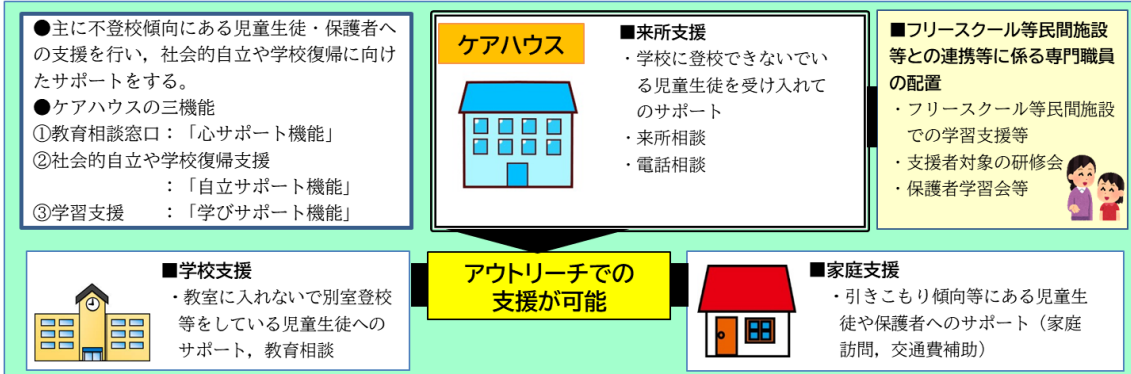 ●主に不登校傾向にある児童生徒・保護者へ
の支援を行い，社会的自立や学校復帰に向け
たサポートをする。
●ケアハウスの三機能
①教育相談窓口：「心サポート機能」
②社会的自立や学校復帰支援
：「自立サポート機能」
③学習支援　　：「学びサポート機能」
ケアハウス
■来所支援
・学校に登校できないでい
る児童生徒を受け入れて
のサポート
・来所相談
・電話相談
■フリースクール等民間施設
等との連携等に係る専門職員
の配置
・フリースクール等民間施設
での学習支援等
・支援者対象の研修会
・保護者学習会等
■学校支援
・教室に入れないで別室登校
等をしている児童生徒への
サポート，教育相談
アウトリーチでの
支援が可能
■家庭支援
・引きこもり傾向等にある児童生
徒や保護者へのサポート（家庭
訪問，交通費補助）